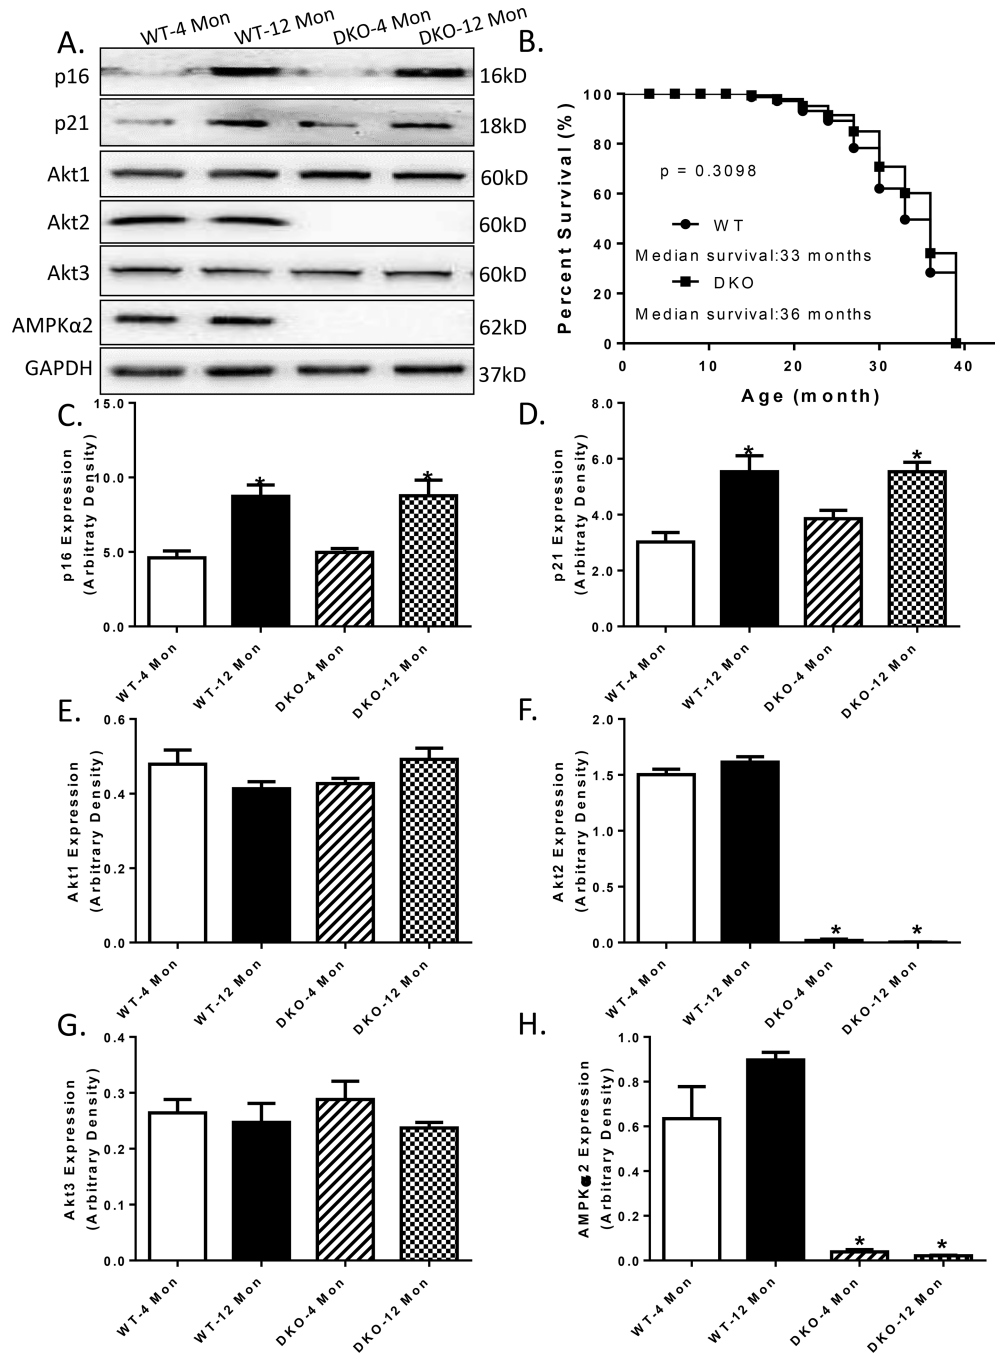 A.
WT-4 Mon
WT-12 Mon
DKO-4 Mon
DKO-12 Mon
p16
16kD
p21
18kD
Akt1
60kD
Akt2
60kD
Akt3
60kD
AMPKα2
62kD
GAPDH
37kD
B.
Percent Survival (%)
100
80
60
40
20
0
p = 0.3098
WT
Median survival:33 months
DKO
Median survival:36 months
0
10
20
30
40
Age (month)
C.
p16 Expression
(Arbitraty Density)
15.0
10.0
5.0
0.0
*
*
WT-4 Mon
WT-12 Mon
DKO-4 Mon
DKO-12 Mon
D.
p21 Expression
(Arbitraty Density)
8.0
6.0
4.0
2.0
0.0
*
*
WT-4 Mon
WT-12 Mon
DKO-4 Mon
DKO-12 Mon
E.
Akt1 Expression
(Arbitrary Density)
0.6
0.4
0.2
0.0
WT-4 Mon
WT-12 Mon
DKO-4 Mon
DKO-12 Mon
F.
Akt2 Expression
(Arbitrary Density)
2.0
1.5
1.0
0.5
0.0
*
*
WT-4 Mon
WT-12 Mon
DKO-4 Mon
DKO-12 Mon
G.
Akt3 Expression
(Arbitrary Density)
0.4
0.3
0.2
0.1
0.0
WT-4 Mon
WT-12 Mon
DKO-4 Mon
DKO-12 Mon
H.
AMPKα2 Expression
(Arbitrary Density)
1.0
0.8
0.6
0.4
0.2
0.0
*
*
WT-4 Mon
WT-12 Mon
DKO-4 Mon
DKO-12 Mon